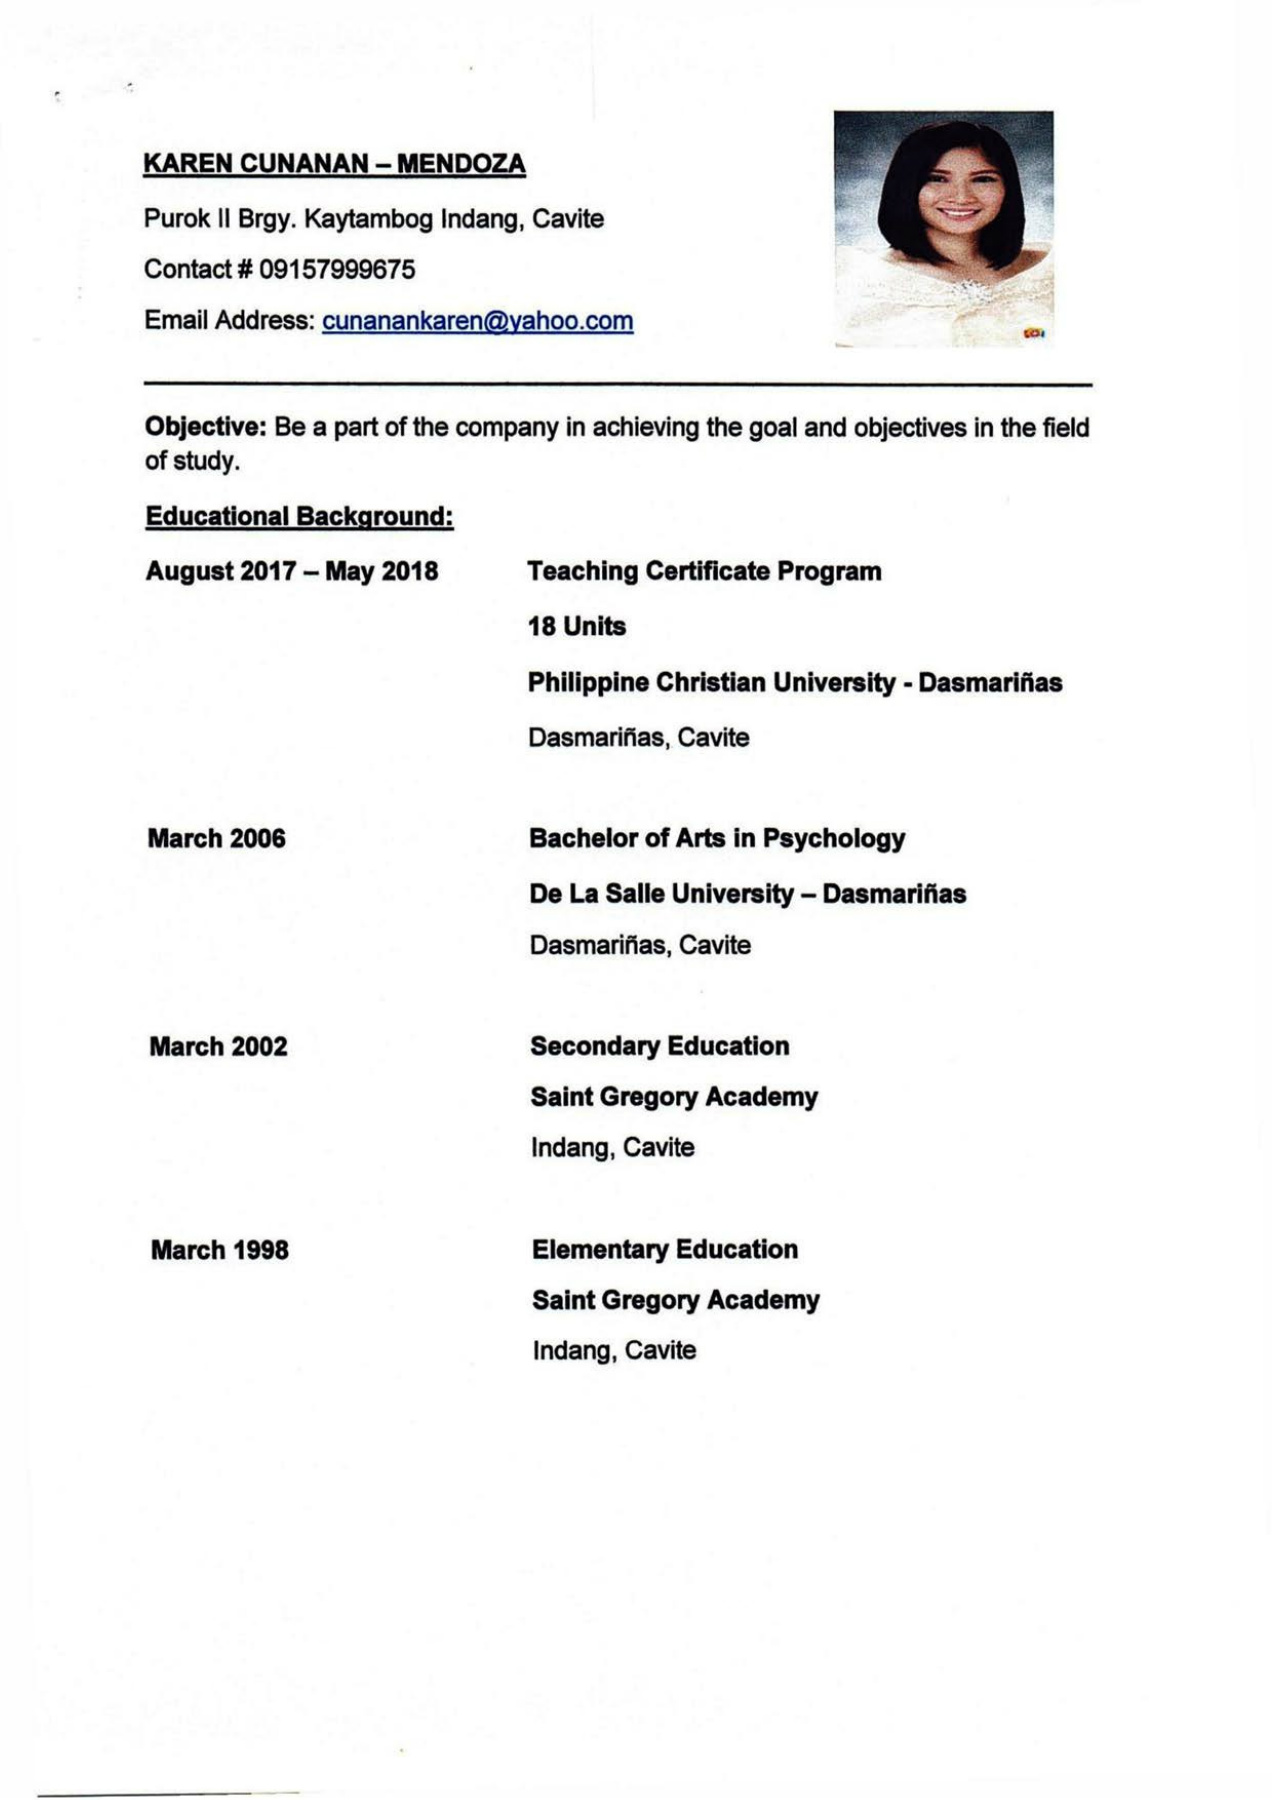 KAREN CUNANAN – MENDOZA
Purok II Brgy. Kaytambog Indang, Cavite
Contact # 09157999675
Email Address: cunanankaren@yahoo.com
Objective: Be a part of the company in achieving the goal and objectives in the field
of study.
Educational Background:
August 2017 – May 2018 Teaching Certificate Program
18 Units
Philippine Christian University - Dasmariñas
Dasmariñas, Cavite
March 2006 Bachelor of Arts in Psychology
De La Salle University – Dasmariñas
Dasmariñas, Cavite
March 2002 Secondary Education
Saint Gregory Academy
Indang, Cavite
March 1998 Elementary Education
Saint Gregory Academy
Indang, Cavite